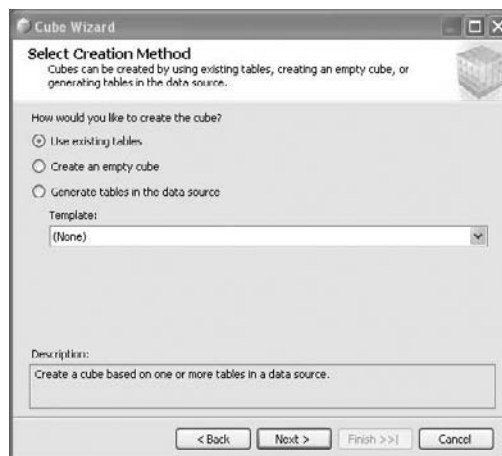 Cube Wizard
Select Creation Method
Cubes can be created by using existing tables, creating an empty cube, or
generating tables in the data source.
How would you like to create the cube?
Use existing tables
Create an empty cube
Generate tables in the data source
Template:
(None)
Description:
Create a cube based on one or more tables in a data source.
< Back Next > Finish >>| Cancel